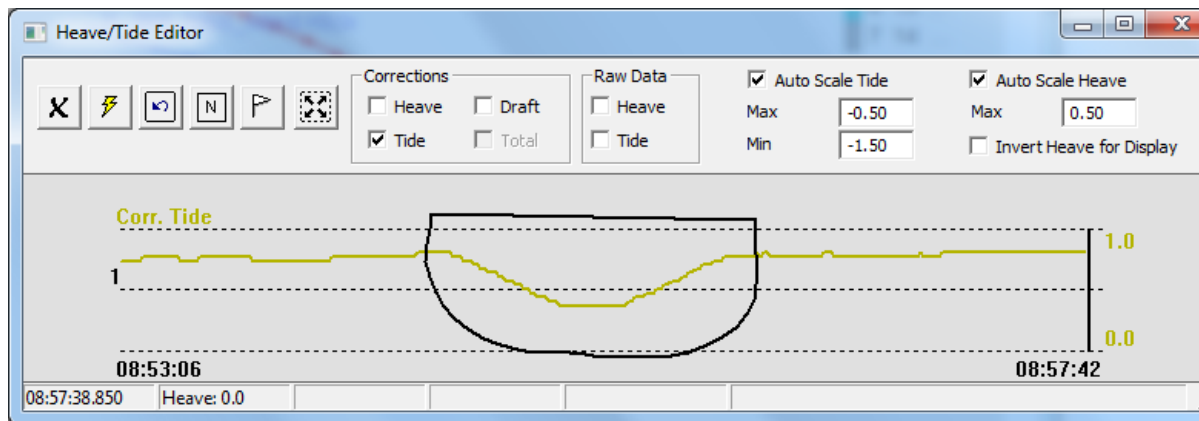 Heave/Tide Editor
Corrections
Heave
Draft
Tide
Total
Raw Data
Heave
Tide
Auto Scale Tide
Max
-0.50
Min
-1.50
Auto Scale Heave
Max
0.50
Invert Heave for Display
N
Corr. Tide
1.0
1
0.0
08:53:06
08:57:42
08:57:38.850
Heave: 0.0